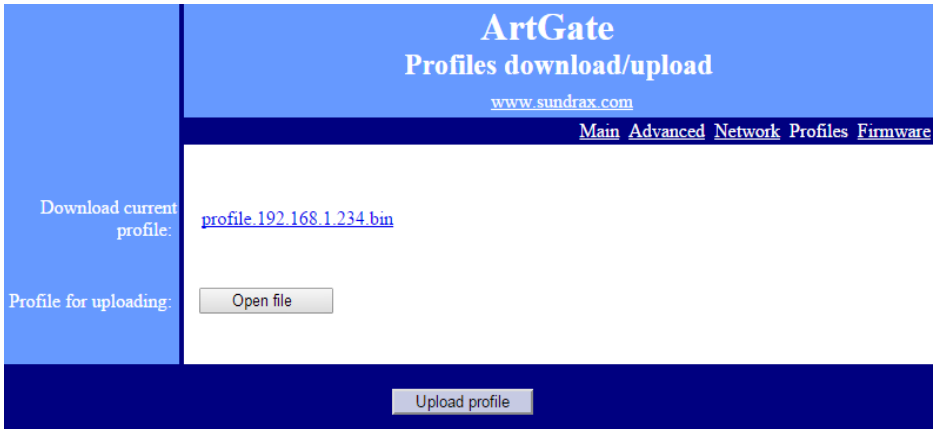 ArtGate
Profiles download/upload
www.sundrax.com
Main Advanced Network Profiles Firmware
Download current
profile:
profile.192.168.1.234.bin
Profile for uploading:
Open file
Upload profile